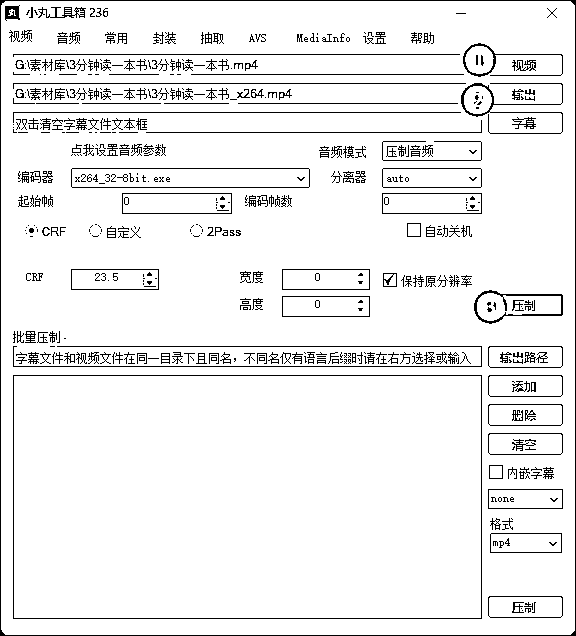 小丸工具箱 236
视频 音频 常用 封装 抽取 AVS MediaInfo 设置 帮助
G:\素材库\3分钟读一本书\3分钟读一本书.mp4 视频
G:\素材库\3分钟读一本书\3分钟读一本书_x264.mp4 输出
双击清空字幕文件文本框 字幕
点我设置音频参数 音频模式 压制音频
编码器 x264_32-8bit.exe 分离器 auto
起始帧 0 编码帧数 0
CRF 自定义 2Pass 自动关机
CRF 23.5 宽度 0 保持原分辨率
高度 0 压制
批量压制
字幕文件和视频文件在同一目录下且同名，不同名仅有语言后缀时请在右方选择或输入 输出路径
添加
删除
清空
内嵌字幕
none
格式
mp4
压制